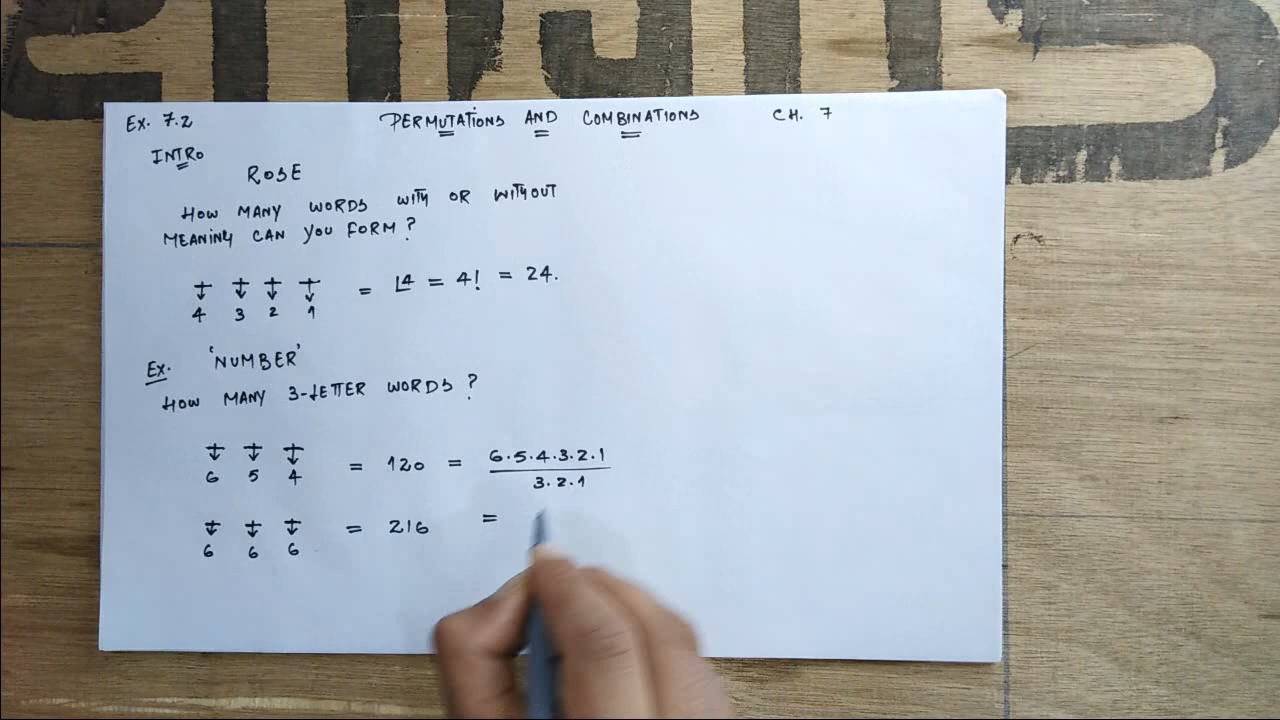 Ex. 7.2 PERMUTATIONS AND COMBINATIONS CH. 7
INTRO
ROSE
HOW MANY WORDS WITH OR WITHOUT
MEANING CAN YOU FORM?
4 3 2 1 = ⌊4 = 4! = 24.
Ex. 'NUMBER'
HOW MANY 3-LETTER WORDS?
6 5 4 = 120 = 6.5.4.3.2.1
3.2.1
6 6 6 = 216 =